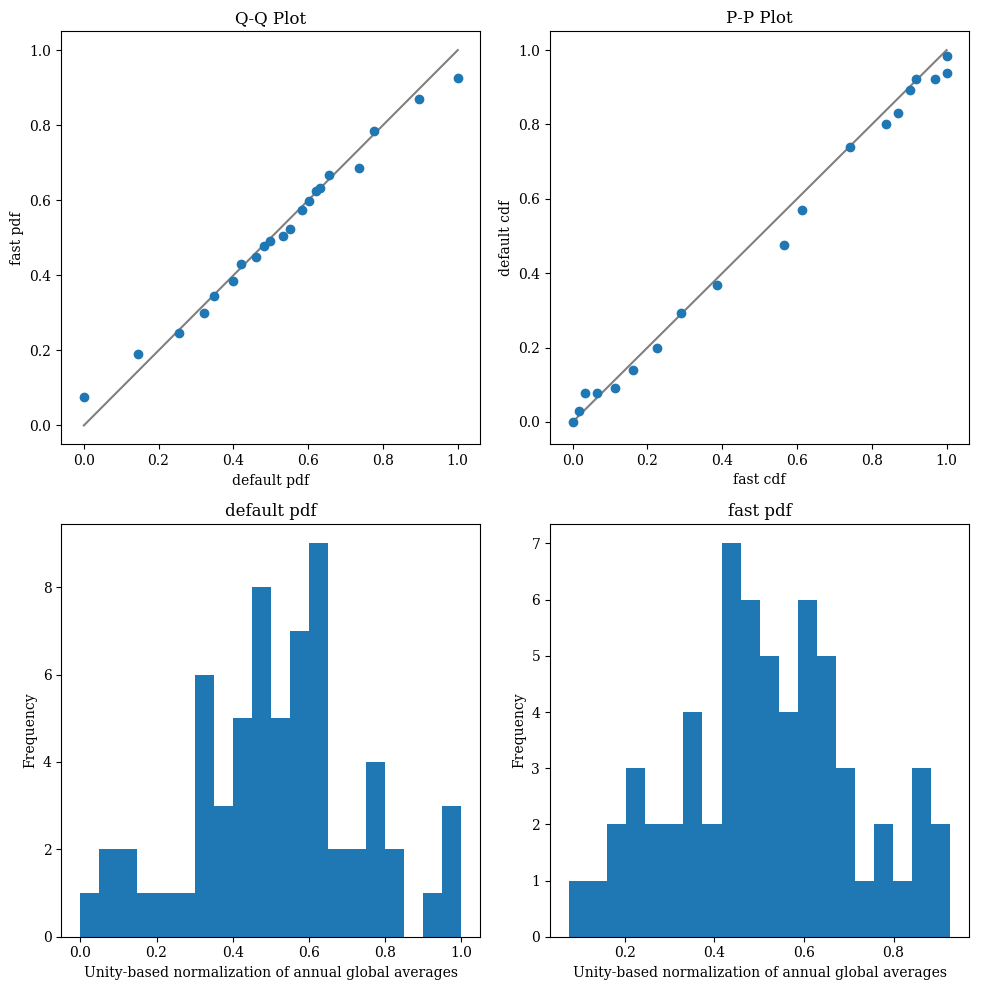 Q-Q Plot
1.0
0.8
0.6
0.4
0.2
0.0
fast pdf
0.0 0.2 0.4 0.6 0.8 1.0
default pdf
P-P Plot
1.0
0.8
0.6
0.4
0.2
0.0
default cdf
0.0 0.2 0.4 0.6 0.8 1.0
fast cdf
default pdf
8
6
4
2
0
Frequency
0.0 0.2 0.4 0.6 0.8 1.0
Unity-based normalization of annual global averages
fast pdf
7
6
5
4
3
2
1
0
Frequency
0.2 0.4 0.6 0.8
Unity-based normalization of annual global averages